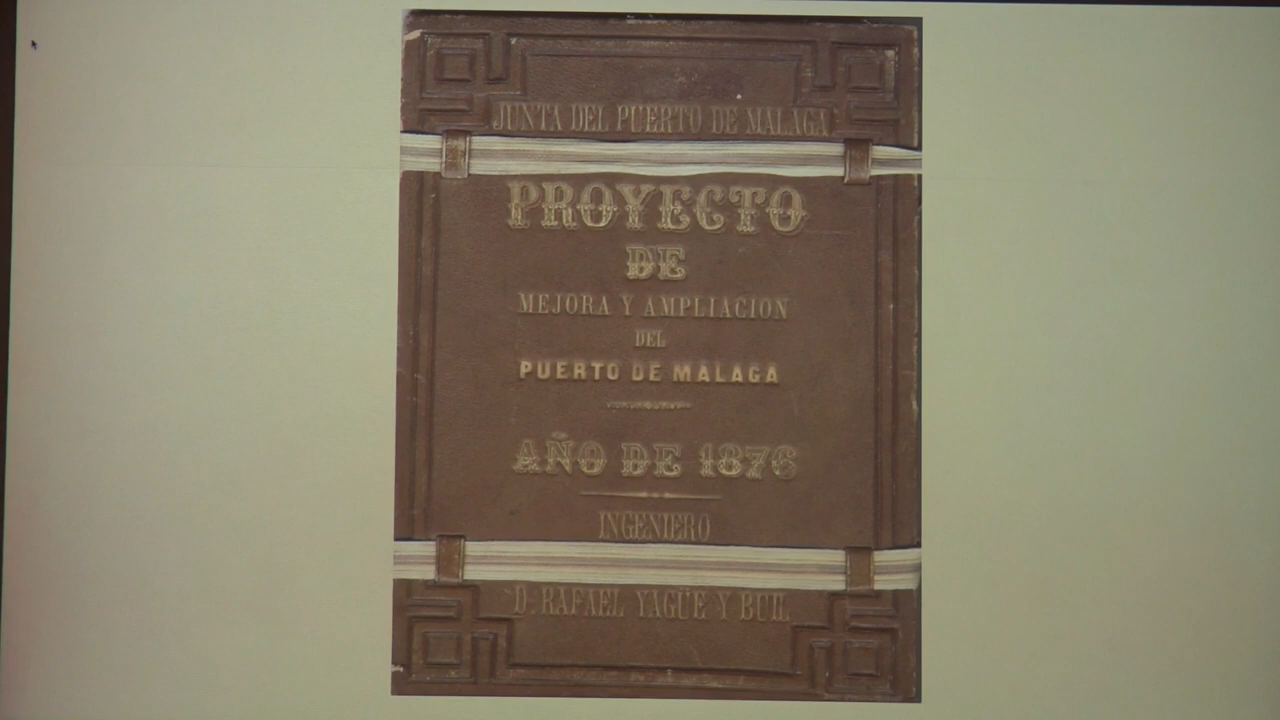 JUNTA DEL PUERTO DE MALAGA
PROYECTO
DE
MEJORA Y AMPLIACION
DEL
PUERTO DE MALAGA
AÑO DE 1876
INGENIERO
D. RAFAEL YAGÜE Y BUIL